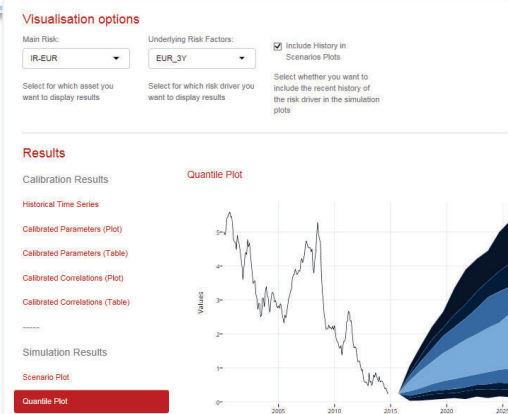 Visualisation options
Main Risk:
Underlying Risk Factors:
IR-EUR
EUR_3Y
Include History in
Scenarios Plots
Select for which asset you
want to display results
Select for which risk driver you
want to display results
Select whether you want to
include the recent history of
the risk driver in the simulation
plots
Results
Calibration Results
Quantile Plot
Historical Time Series
Calibrated Parameters (Plot)
Calibrated Parameters (Table)
Calibrated Correlations (Plot)
Calibrated Correlations (Table)
-----
Simulation Results
Scenario Plot
Quantile Plot
Values
5
4
3
2
1
0
2005
2010
2015
2020
2025